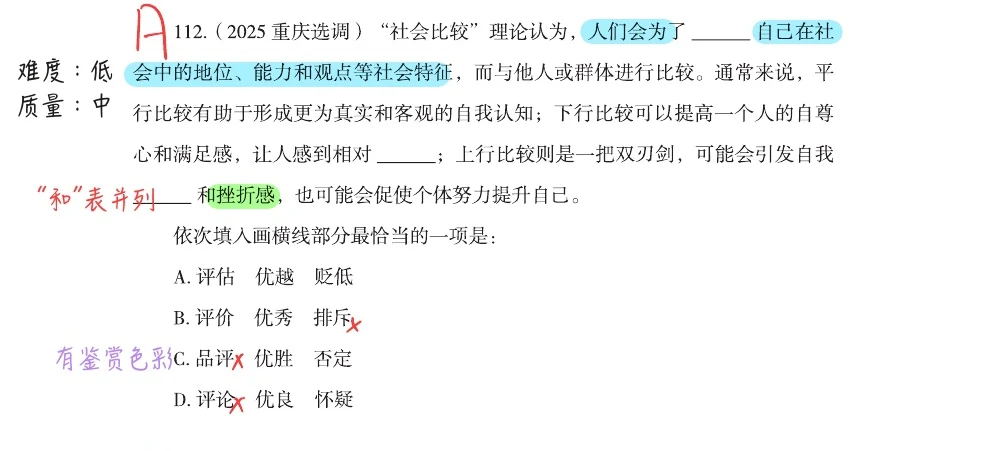 A
112.（2025 重庆选调）“社会比较”理论认为，人们会为了 ______ 自己在社
难度：低
会中的地位、能力和观点等社会特征，而与他人或群体进行比较。通常来说，平
质量：中
行比较有助于形成更为真实和客观的自我认知；下行比较可以提高一个人的自尊
心和满足感，让人感到相对 ______；上行比较则是一把双刃剑，可能会引发自我
“和”表并列
______ 和挫折感，也可能会促使个体努力提升自己。
依次填入画横线部分最恰当的一项是：
A. 评估 优越 贬低
B. 评价 优秀 排斥
有鉴赏色彩
C. 品评 优胜 否定
D. 评论 优良 怀疑